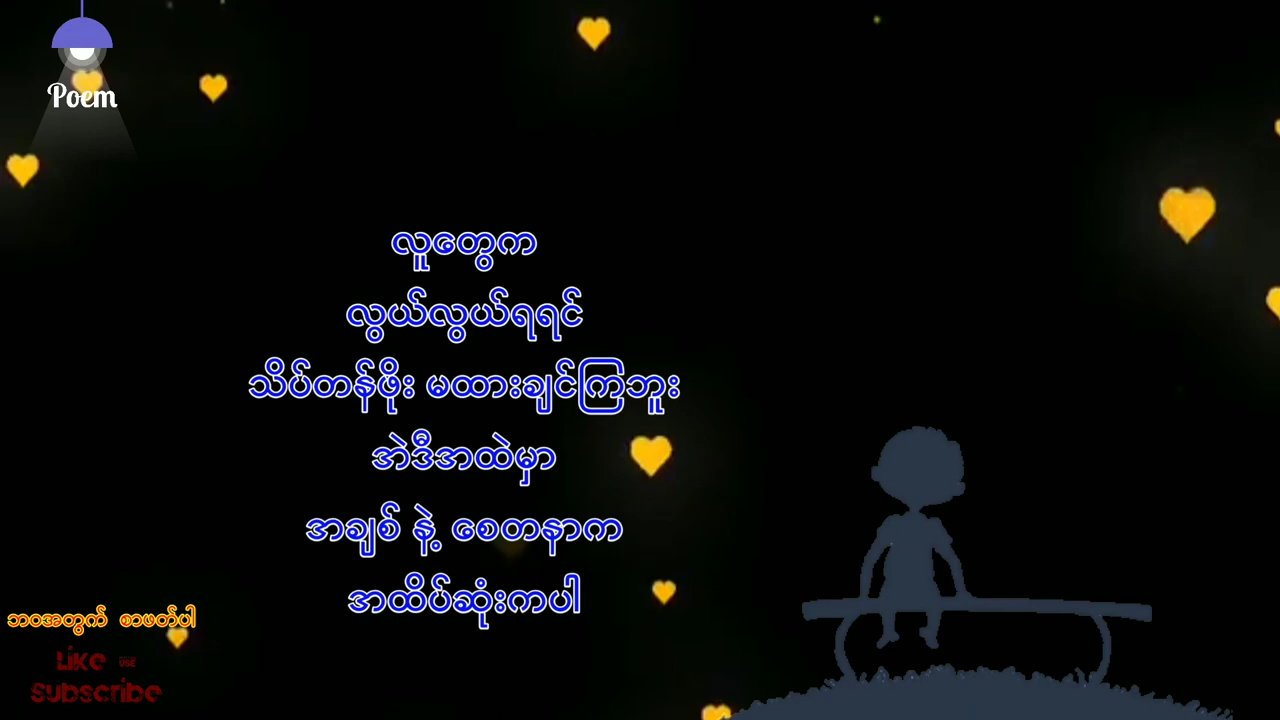 Poem
လူတွေက
လွယ်လွယ်ရရင်
သိပ်တန်ဖိုး မထားချင်ကြဘူး
အဲဒီအထဲမှာ
အချစ် နဲ့ စေတနာက
အထိပ်ဆုံးကပါ
ဘဝအတွက် စာဖတ်ပါ
Like
Subscribe